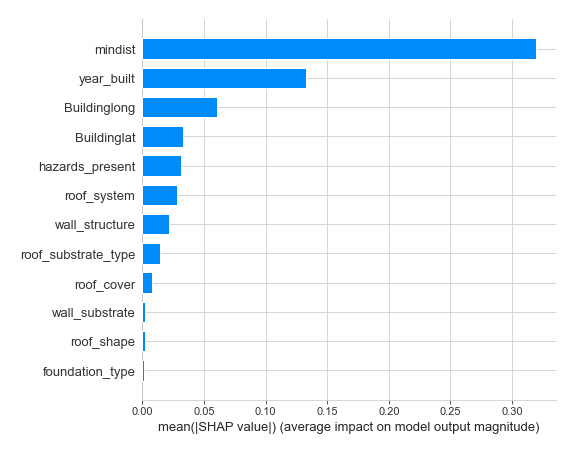 mindist
year_built
Buildinglong
Buildinglat
hazards_present
roof_system
wall_structure
roof_substrate_type
roof_cover
wall_substrate
roof_shape
foundation_type
0.00 0.05 0.10 0.15 0.20 0.25 0.30
mean(|SHAP value|) (average impact on model output magnitude)